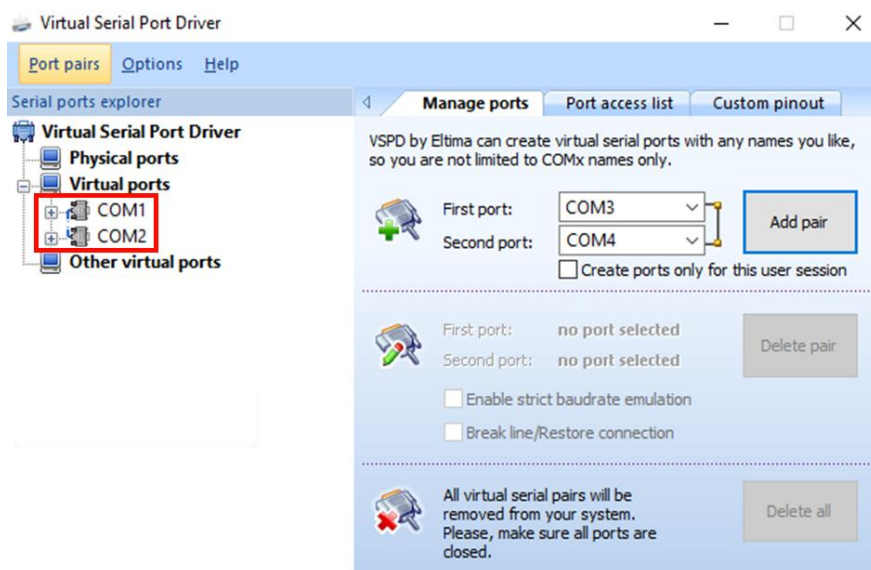 Virtual Serial Port Driver
Port pairs Options Help
Serial ports explorer
Virtual Serial Port Driver
Physical ports
Virtual ports
COM1
COM2
Other virtual ports
Manage ports Port access list Custom pinout
VSPD by Eltima can create virtual serial ports with any names you like,
so you are not limited to COMx names only.
First port: COM3
Second port: COM4
Add pair
Create ports only for this user session
First port: no port selected
Second port: no port selected
Delete pair
Enable strict baudrate emulation
Break line/Restore connection
All virtual serial pairs will be
removed from your system.
Please, make sure all ports are
closed.
Delete all